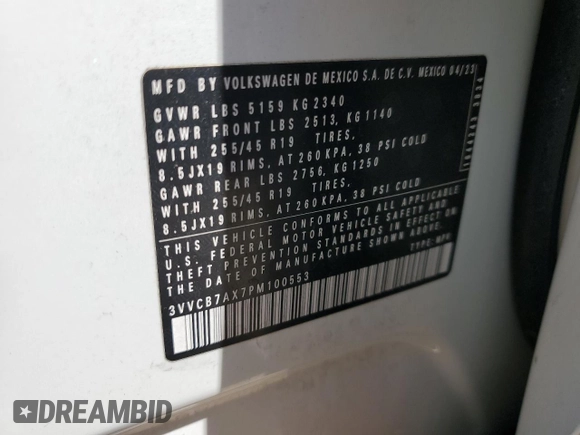 MFD BY VOLKSWAGEN DE MEXICO S.A. DE C.V. MEXICO 04/23
GVWR LBS 5159 KG 2340
GAWR FRONT LBS 2513, KG 1140
WITH 255/45 R19 TIRES.
8.5JX19 RIMS, AT 260 KPA, 38 PSI COLD
GAWR REAR LBS 2756, KG 1250
WITH 255/45 R19 TIRES.
8.5JX19 RIMS, AT 260 KPA, 38 PSI COLD
THIS VEHICLE CONFORMS TO ALL APPLICABLE
U.S. FEDERAL MOTOR VEHICLE SAFETY AND
THEFT PREVENTION STANDARDS IN EFFECT ON
THE DATE OF MANUFACTURE SHOWN ABOVE.
TYPE: MPV
3VVCB7AX7PM100553
DREAMBID